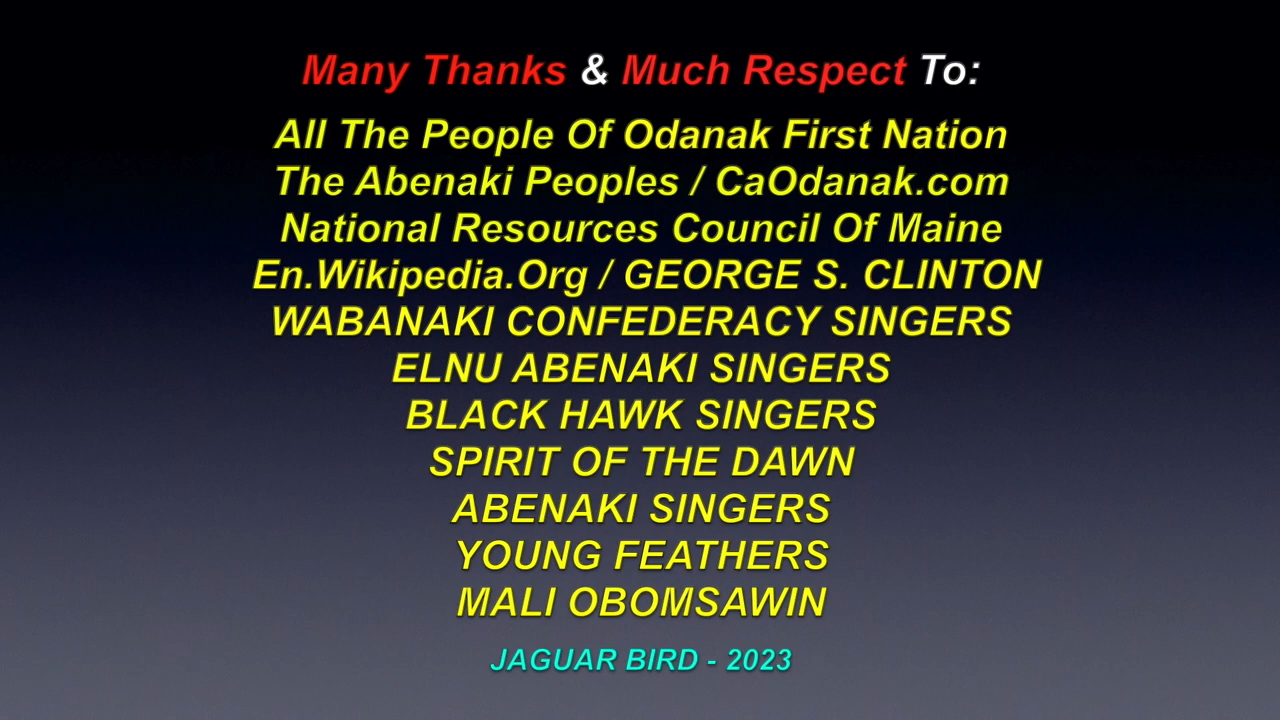 Many Thanks & Much Respect To:
All The People Of Odanak First Nation
The Abenaki Peoples / CaOdanak.com
National Resources Council Of Maine
En.Wikipedia.Org / GEORGE S. CLINTON
WABANAKI CONFEDERACY SINGERS
ELNU ABENAKI SINGERS
BLACK HAWK SINGERS
SPIRIT OF THE DAWN
ABENAKI SINGERS
YOUNG FEATHERS
MALI OBOMSAWIN
JAGUAR BIRD - 2023